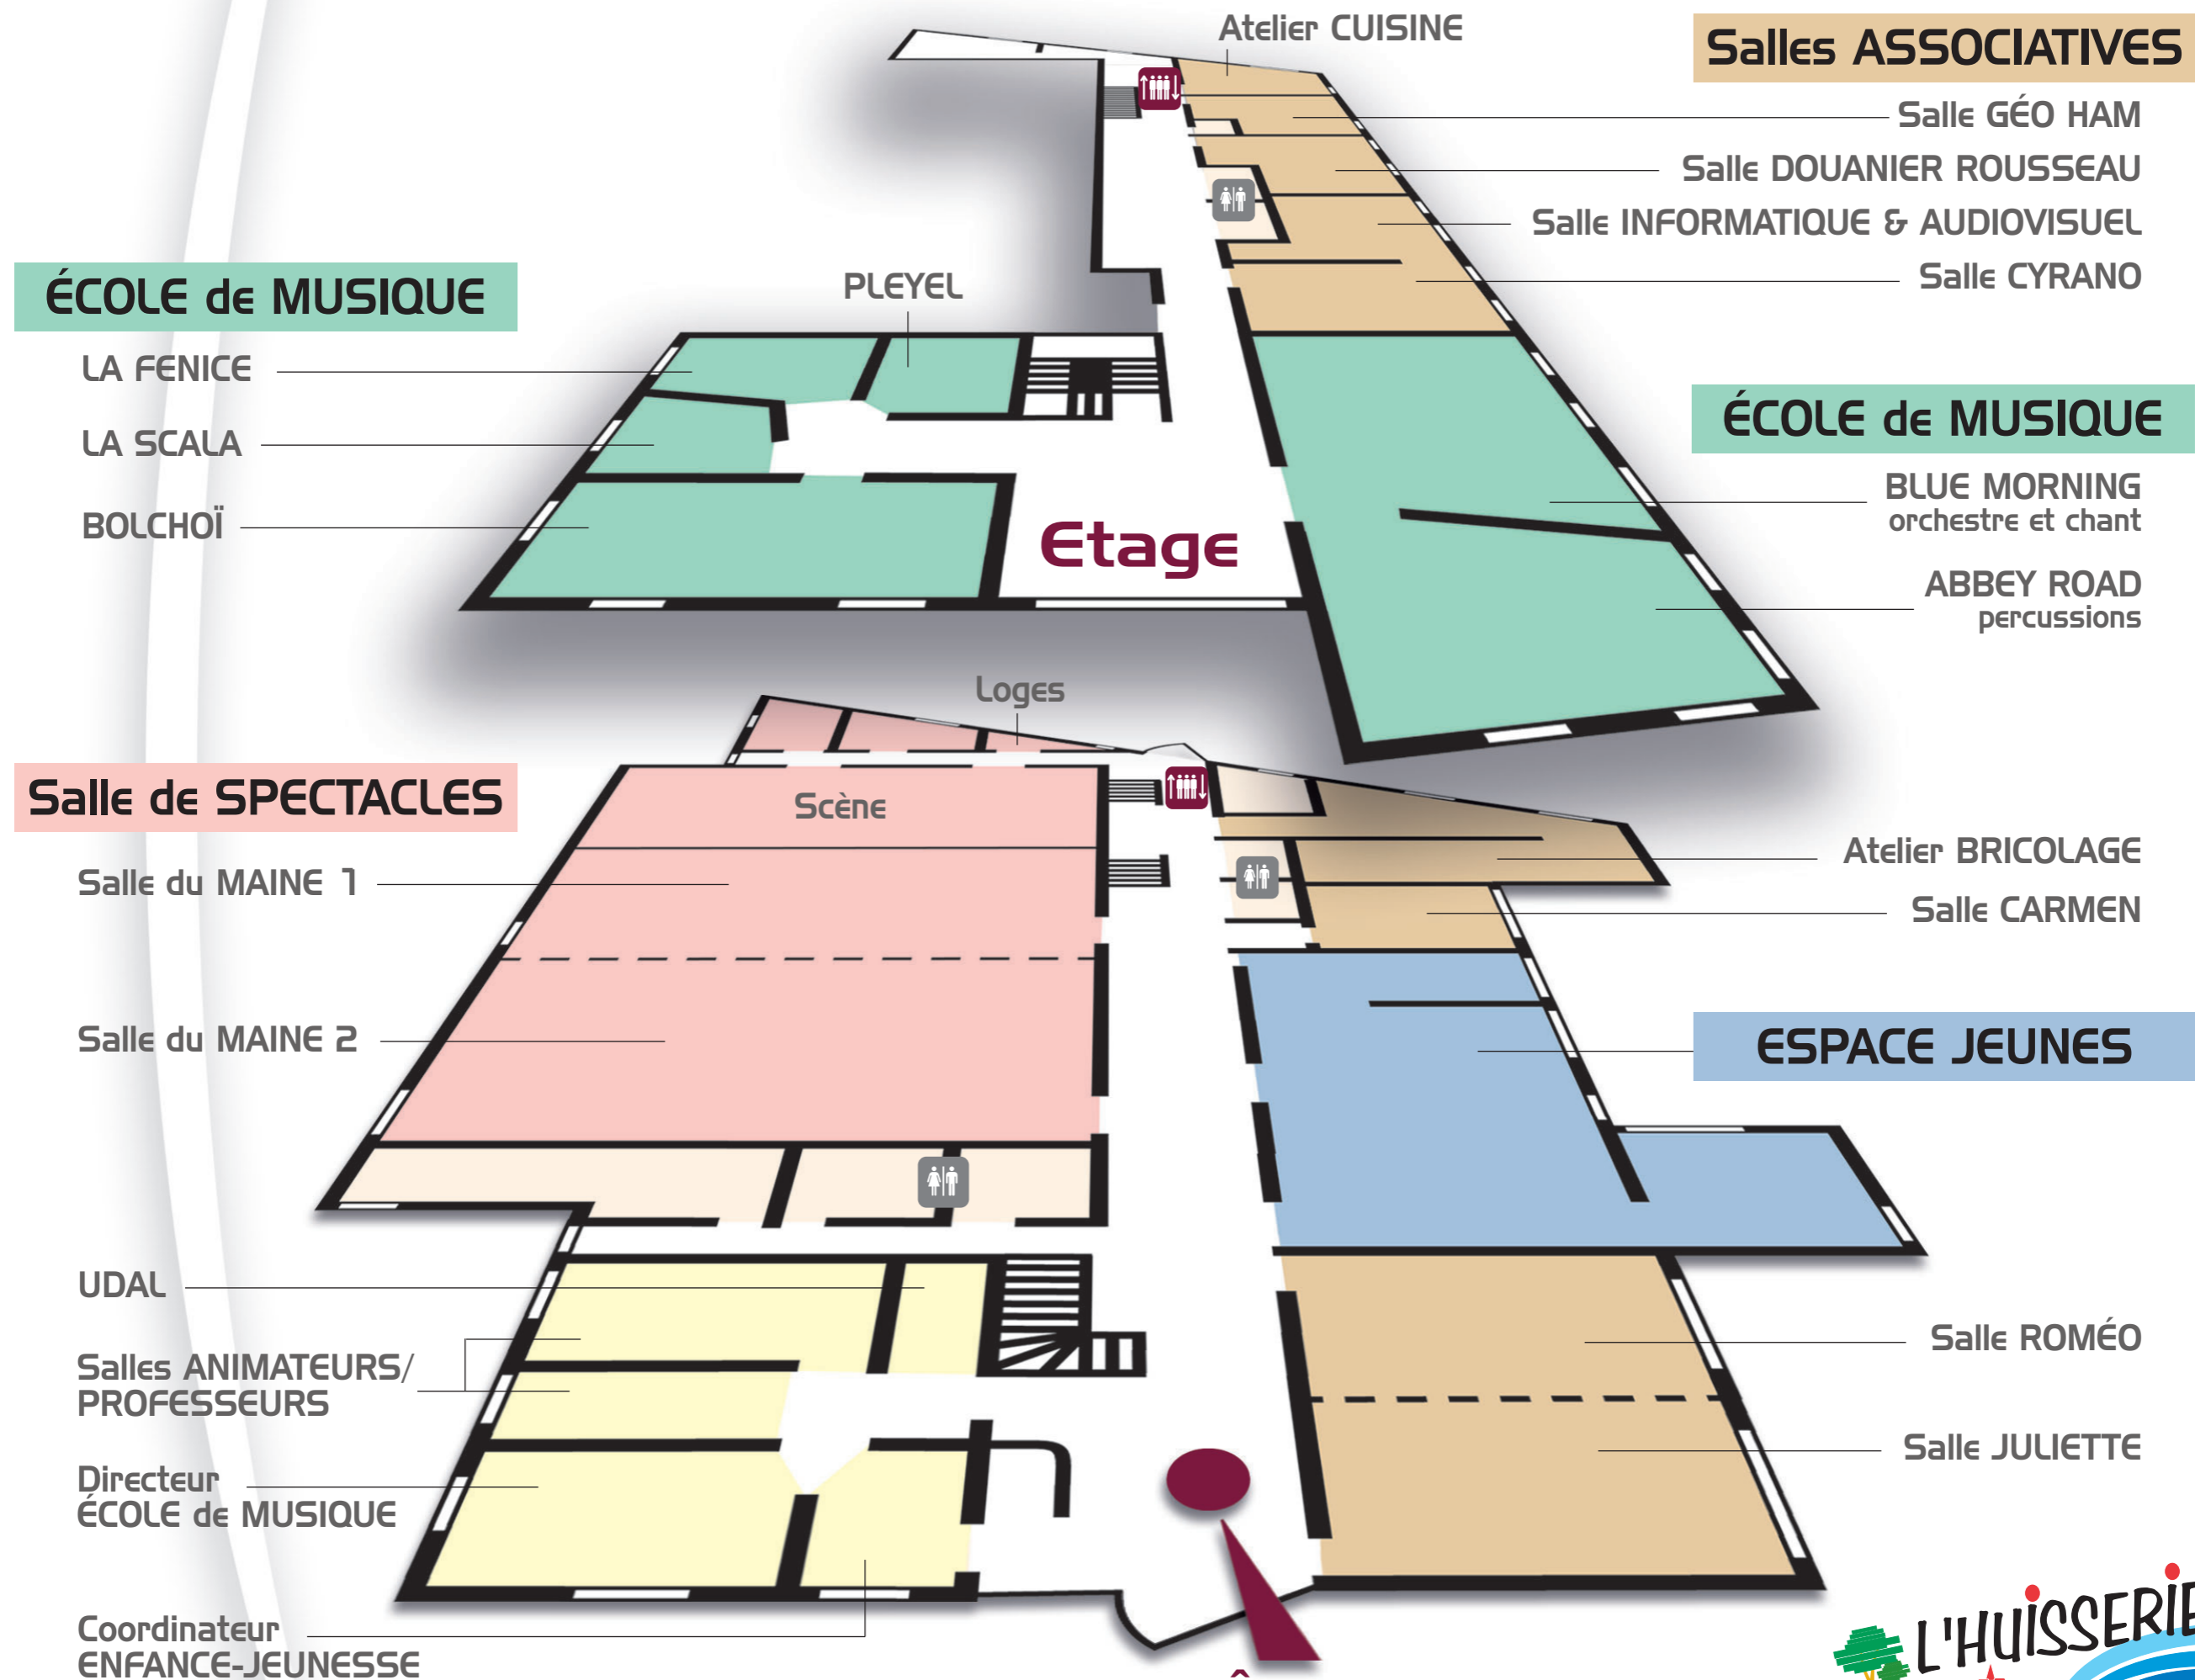 Atelier CUISINE
Salles ASSOCIATIVES
Salle GÉO HAM
Salle DOUANIER ROUSSEAU
Salle INFORMATIQUE & AUDIOVISUEL
Salle CYRANO
ÉCOLE de MUSIQUE
PLEYEL
LA FENICE
LA SCALA
BOLCHOÏ
ÉCOLE de MUSIQUE
BLUE MORNING
orchestre et chant
ABBEY ROAD
percussions
Etage
Loges
Salle de SPECTACLES
Scène
Salle du MAINE 1
Salle du MAINE 2
Atelier BRICOLAGE
Salle CARMEN
ESPACE JEUNES
UDAL
Salles ANIMATEURS/
PROFESSEURS
Directeur
ÉCOLE de MUSIQUE
Coordinateur
ENFANCE-JEUNESSE
Salle ROMÉO
Salle JULIETTE
L'HUISSERIE